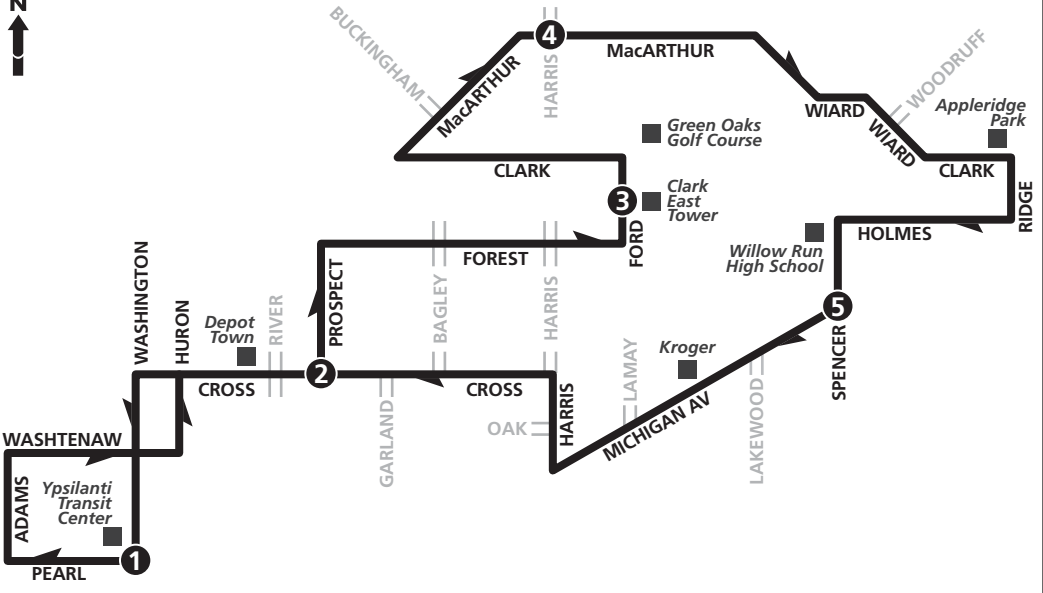 N
BUCKINGHAM
4
HARRIS
MacARTHUR
MacARTHUR
WOODRUFF
WIARD
WIARD
Appleridge
Park
Green Oaks
Golf Course
CLARK
CLARK
3
Clark
East
Tower
RIDGE
FORD
HOLMES
Willow Run
High School
FOREST
WASHINGTON
HURON
Depot
Town
RIVER
PROSPECT
BAGLEY
HARRIS
5
SPENCER
Kroger
LAMAY
2
CROSS
CROSS
GARLAND
OAK
HARRIS
MICHIGAN AV
LAKEWOOD
WASHTENAW
ADAMS
Ypsilanti
Transit
Center
1
PEARL